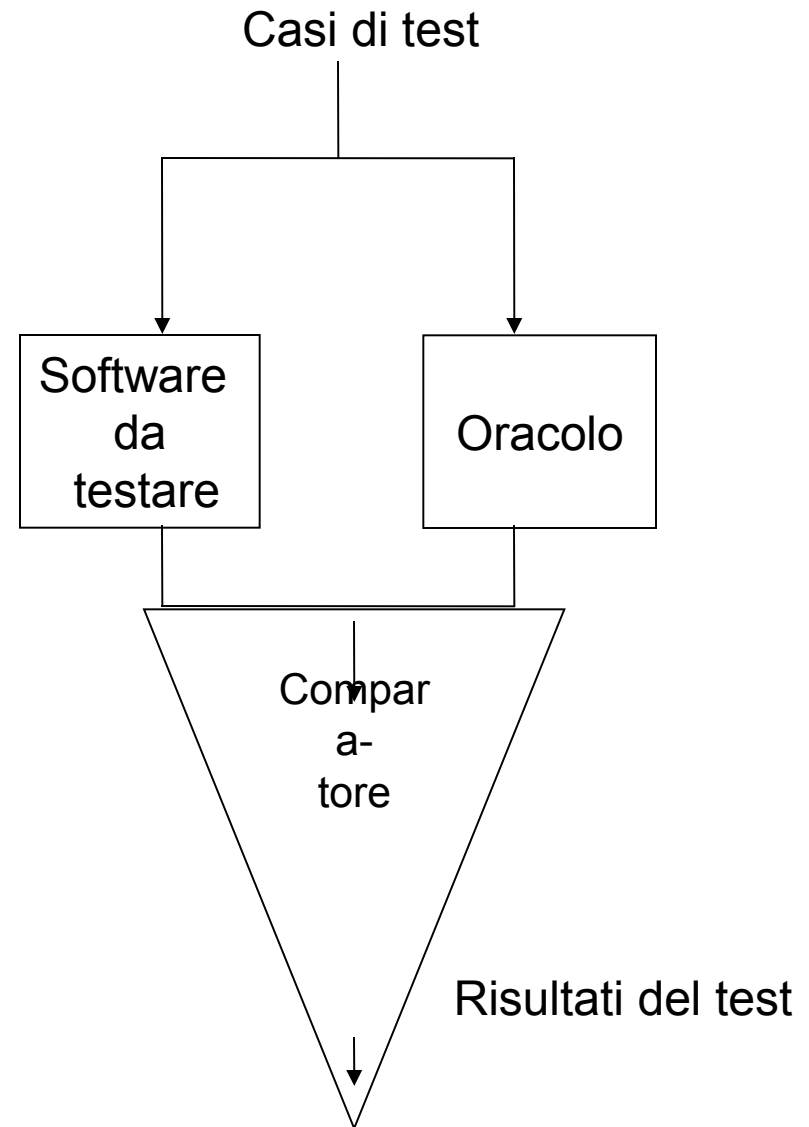 Casi di test
Software
da
testare
Oracolo
Compar
a-
tore
Risultati del test